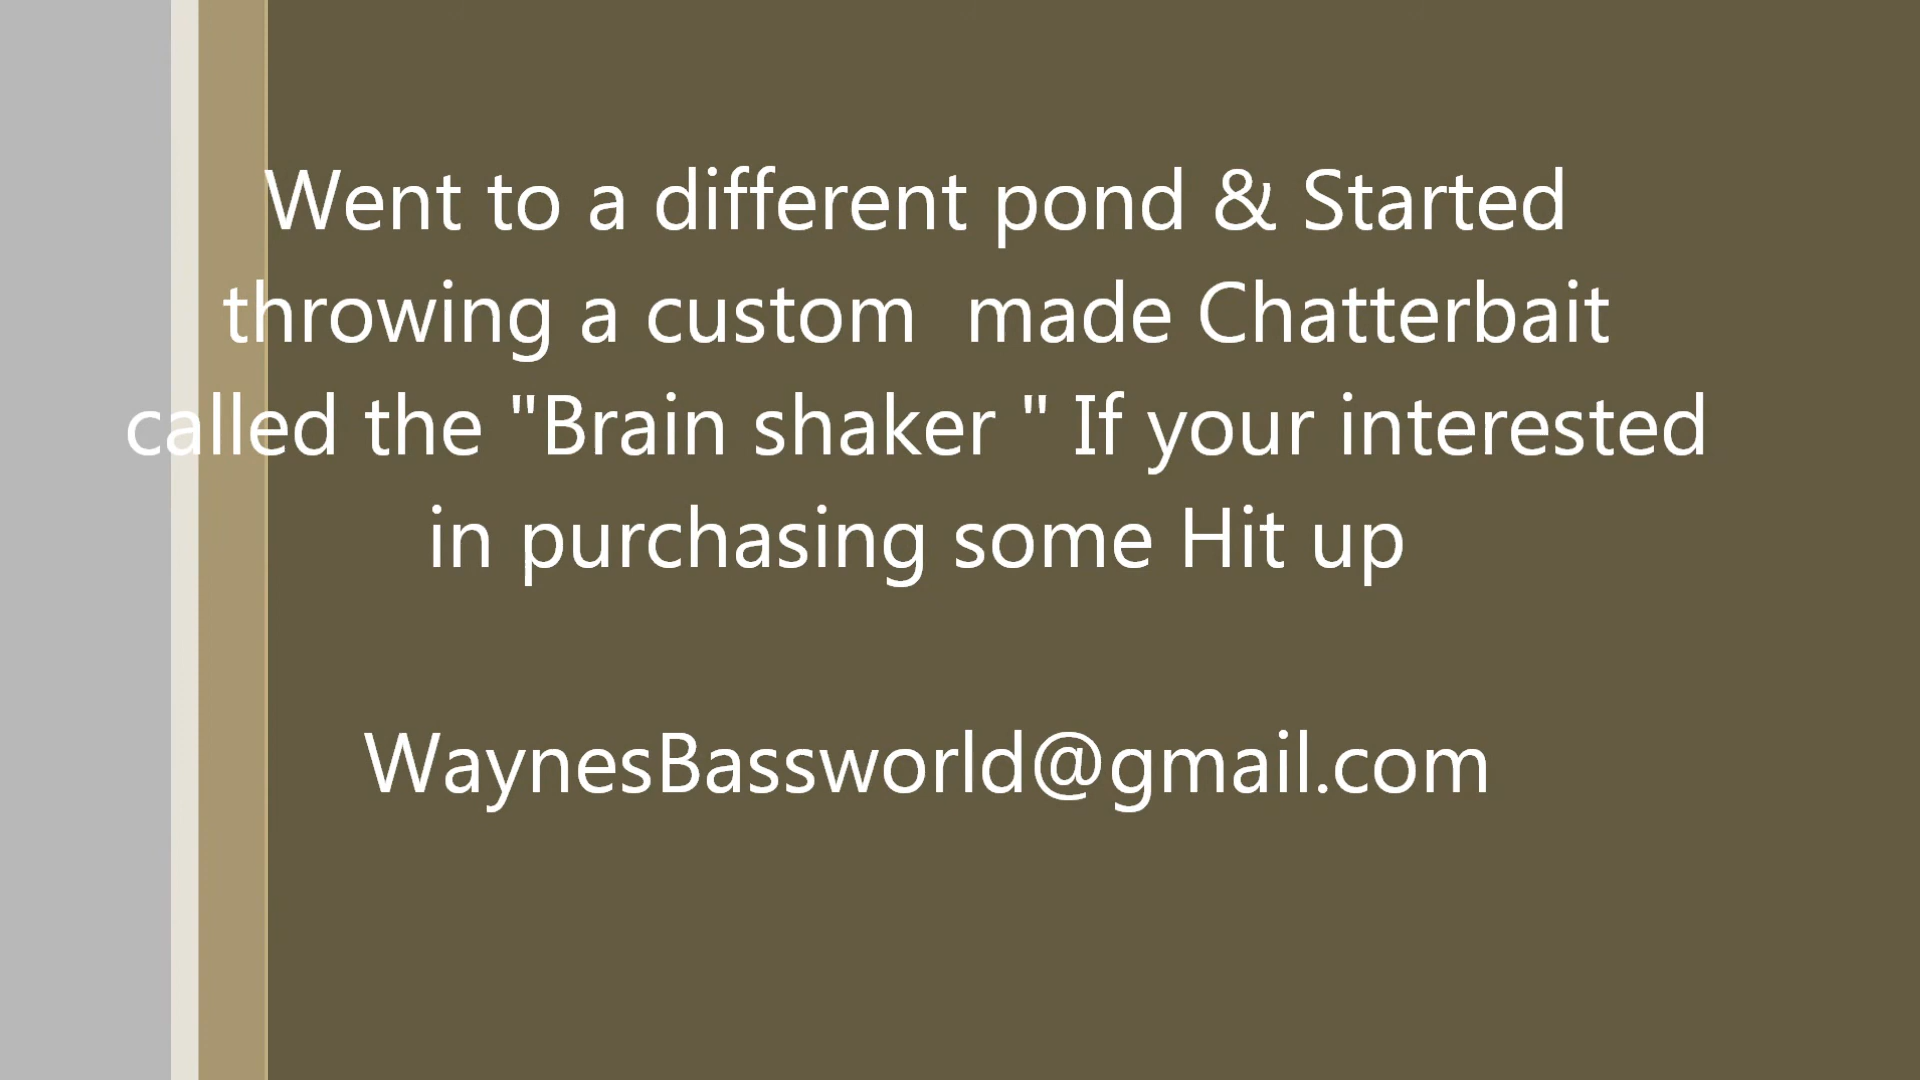 Went to a different pond & Started
throwing a custom  made Chatterbait
called the "Brain shaker " If your interested
in purchasing some Hit up
WaynesBassworld@gmail.com